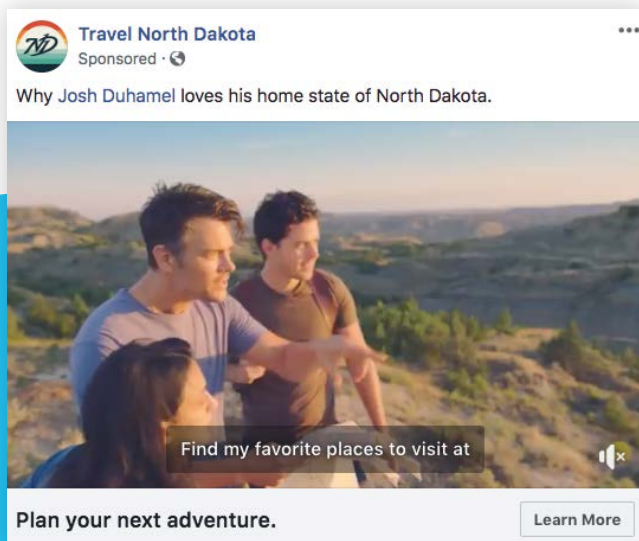 ND
Travel North Dakota
Sponsored ·
Why Josh Duhamel loves his home state of North Dakota.
Find my favorite places to visit at
Plan your next adventure.
Learn More